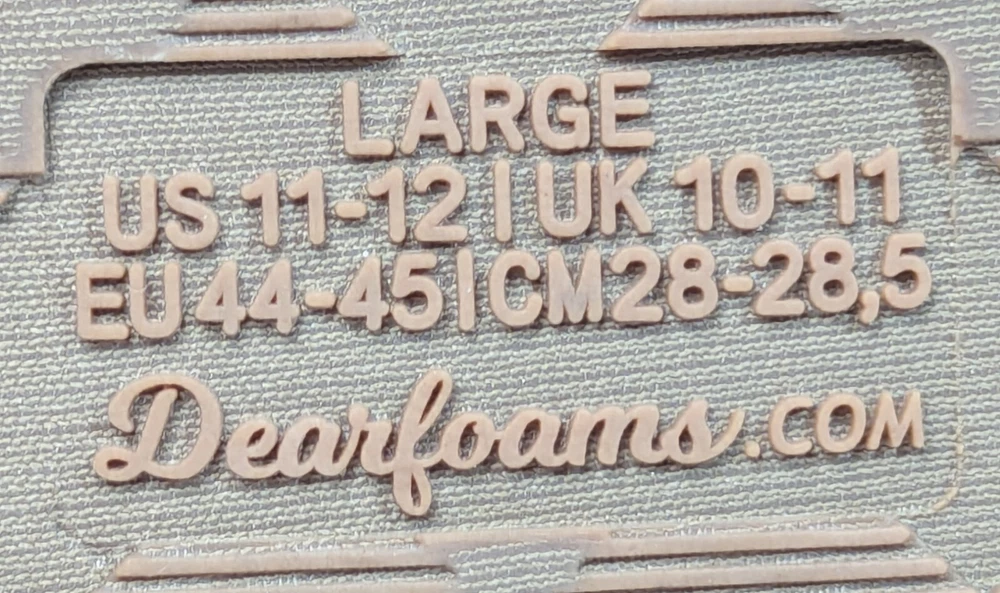 LARGE
US 11-12 | UK 10-11
EU 44-45 | CM 28-28,5
Dearfoams.COM